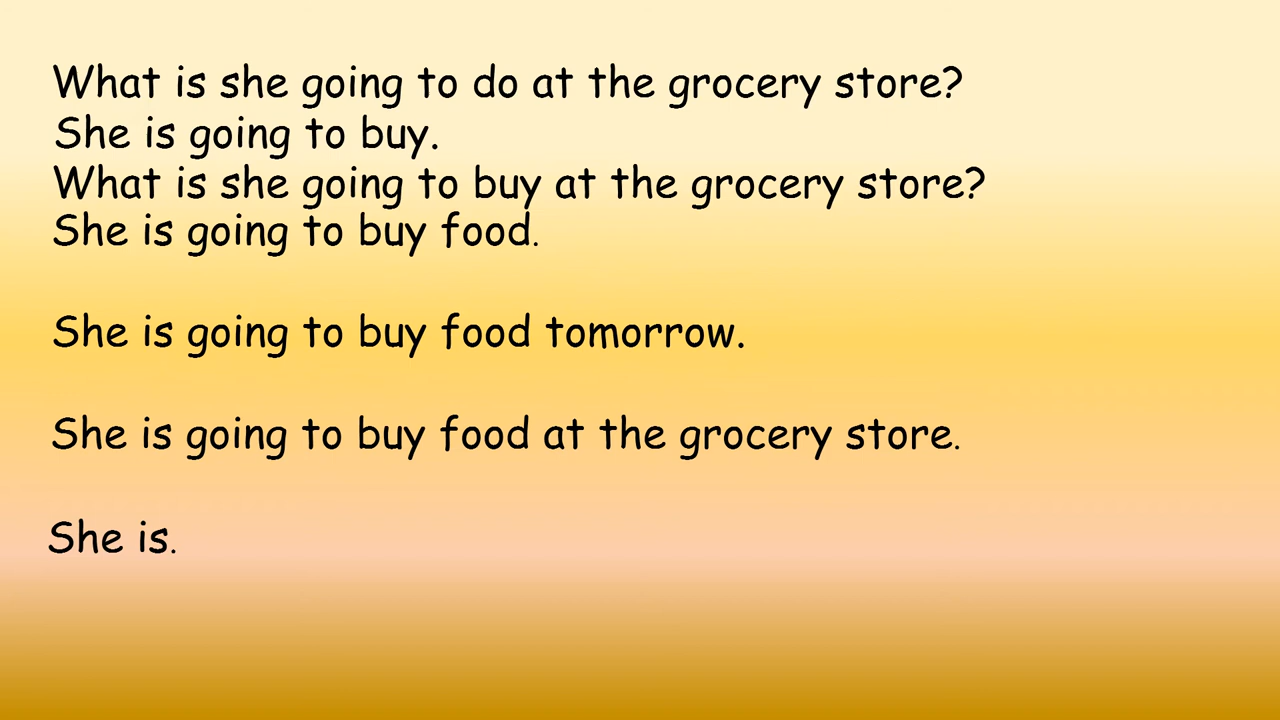 What is she going to do at the grocery store?
She is going to buy.
What is she going to buy at the grocery store?
She is going to buy food.
She is going to buy food tomorrow.
She is going to buy food at the grocery store.
She is.